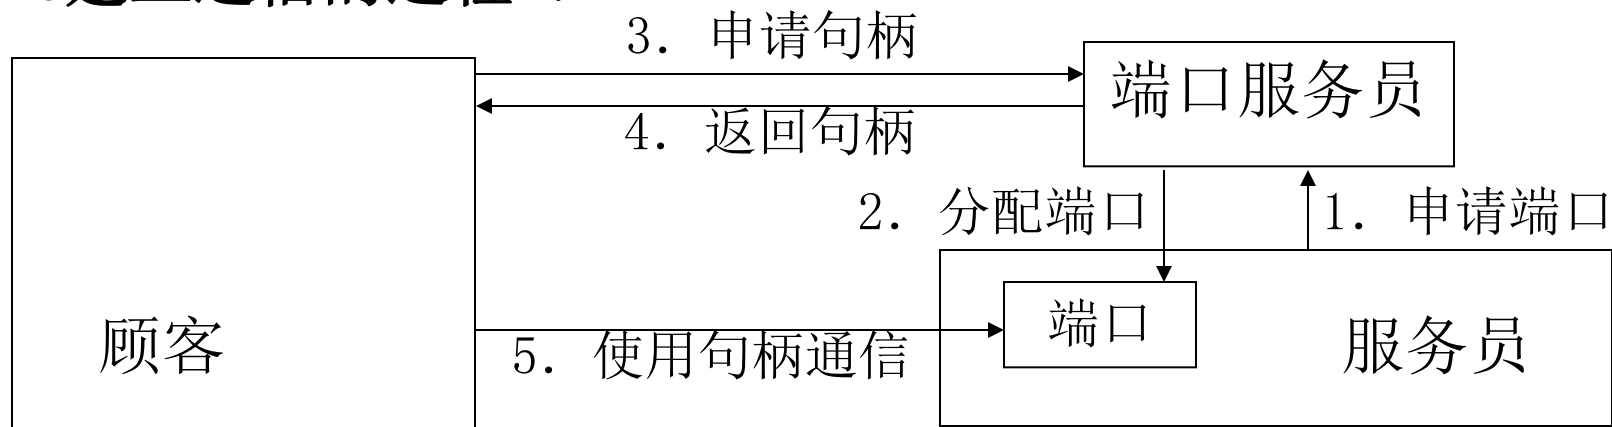 3. 申请句柄
端口服务员
4. 返回句柄
2. 分配端口
1. 申请端口
端口
顾客
服务员
5. 使用句柄通信